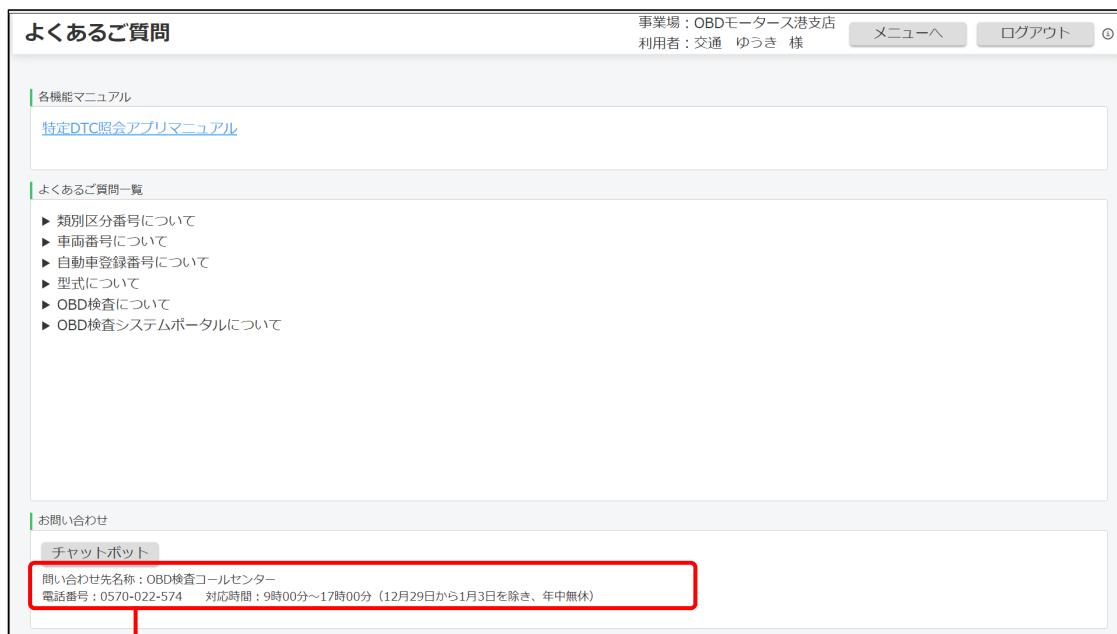 よくあるご質問
事業場：OBDモータース港支店
利用者：交通　ゆうき　様
メニューへ
ログアウト
各機能マニュアル
特定DTC照会アプリマニュアル
よくあるご質問一覧
▶ 類別区分番号について
▶ 車両番号について
▶ 自動車登録番号について
▶ 型式について
▶ OBD検査について
▶ OBD検査システムポータルについて
お問い合わせ
チャットボット
問い合わせ先名称：OBD検査コールセンター
電話番号：0570-022-574　　対応時間：9時00分～17時00分（12月29日から1月3日を除き、年中無休）